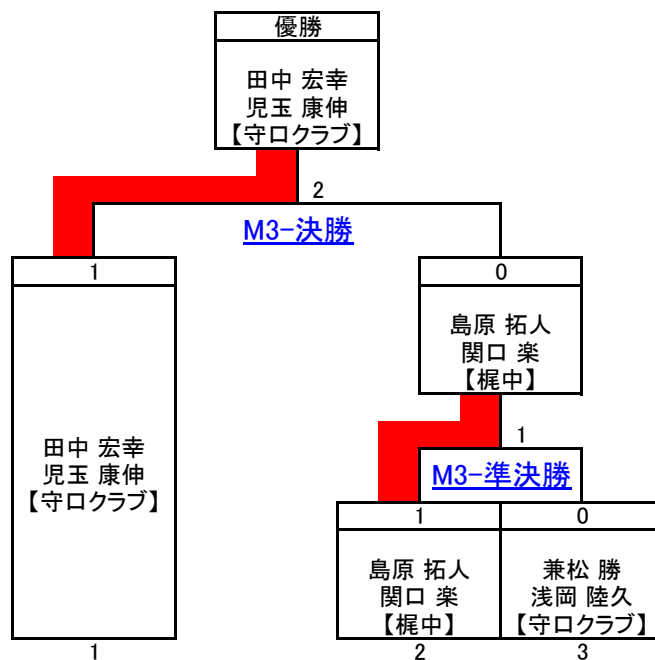 優勝
田中 宏幸
児玉 康伸
【守口クラブ】
2
M3-決勝
1
0
島原 拓人
関口 楽
【梶中】
田中 宏幸
児玉 康伸
【守口クラブ】
1
M3-準決勝
1
0
島原 拓人
関口 楽
【梶中】
兼松 勝
浅岡 陸久
【守口クラブ】
1
2
3